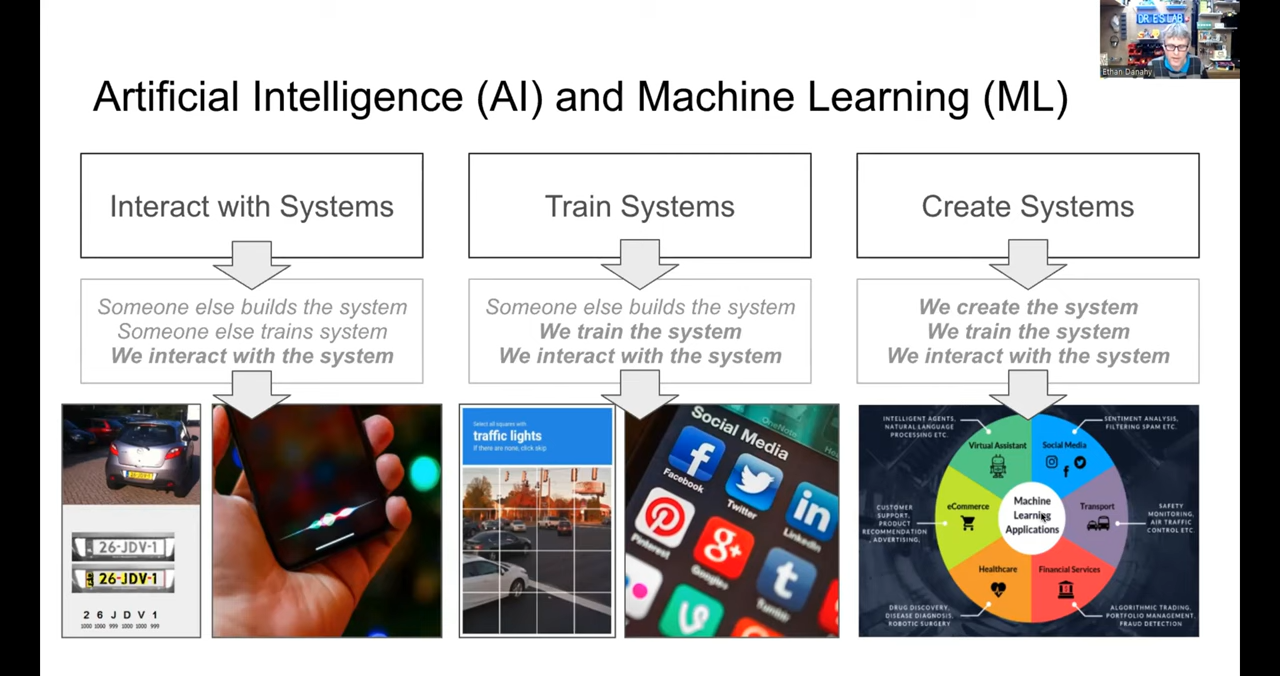 DR. E'S LAB
Ethan Danahy
Artificial Intelligence (AI) and Machine Learning (ML)
Interact with Systems
Someone else builds the system
Someone else trains system
We interact with the system
26-JDV-1
26-JDV-1
2 6 J D V 1
1000 1000 999 1000 1000 999
Train Systems
Someone else builds the system
We train the system
We interact with the system
Select all squares with
traffic lights
If there are none, click skip
Social Media
OneNote
Facebook
Twitter
LinkedIn
Pinterest
Google+
Tumblr
Create Systems
We create the system
We train the system
We interact with the system
INTELLIGENT AGENTS,
NATURAL LANGUAGE
PROCESSING ETC.
SENTIMENT ANALYSIS,
FILTERING SPAM ETC.
Virtual Assistant
Social Media
eCommerce
Machine
Learning
Applications
Transport
CUSTOMER
SUPPORT,
PRODUCT
RECOMMENDATION
, ADVERTISING,
SAFETY
MONITORING,
AIR TRAFFIC
CONTROL ETC.
Healthcare
Financial Services
DRUG DISCOVERY,
DISEASE DIAGNOSIS,
ROBOTIC SURGERY
ALGORITHMIC TRADING,
PORTFOLIO MANAGEMENT,
FRAUD DETECTION